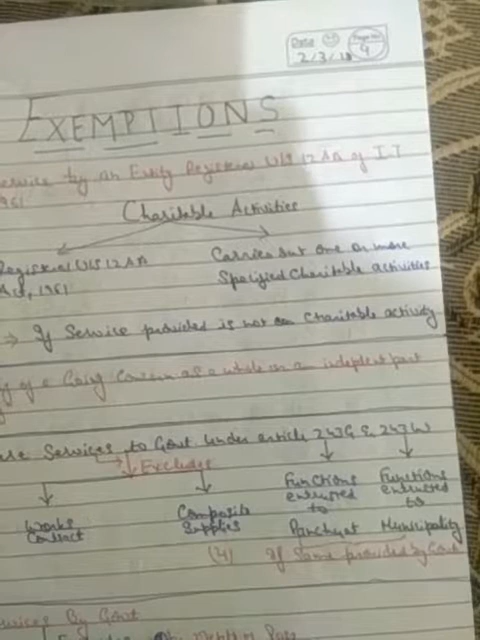 Date
Page No.
2/3/18
9
EXEMPTIONS
Service by An Entity Registered U/S 12AA of I.T
1961
Charitable Activities
Registered U/S 12AA
Carries out one or more
Act, 1961
Specified Charitable activities
→ If Service provided is not Charitable activity
of a Going Concern as a whole or an indepdent part
Services to Govt under article 243G & 243W
Excludes
Works
Contract
Composite
Supplies
Functions
entrusted
to
Panchyat
Functions
entrusted
to
Municipality
(4) If Same provided by Govt
Services By Govt